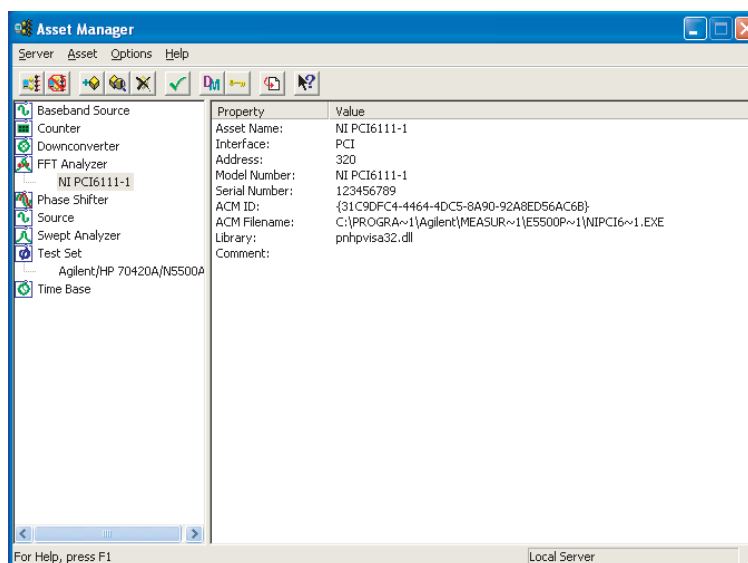 Asset Manager
Server Asset Options Help
DM
Baseband Source
Counter
Downconverter
FFT Analyzer
NI PCI6111-1
Phase Shifter
Source
Swept Analyzer
Test Set
Agilent/HP 70420A/N5500A
Time Base
Property Value
Asset Name: NI PCI6111-1
Interface: PCI
Address: 320
Model Number: NI PCI6111-1
Serial Number: 123456789
ACM ID: {31C9DFC4-4464-4DC5-8A90-92A8ED56AC6B}
ACM Filename: C:\PROGRA~1\Agilent\MEASUR~1\E5500P~1\NIPCI6~1.EXE
Library: pnhpvisa32.dll
Comment:
For Help, press F1 Local Server